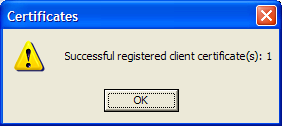 Certificates
Successful registered client certificate(s): 1
OK